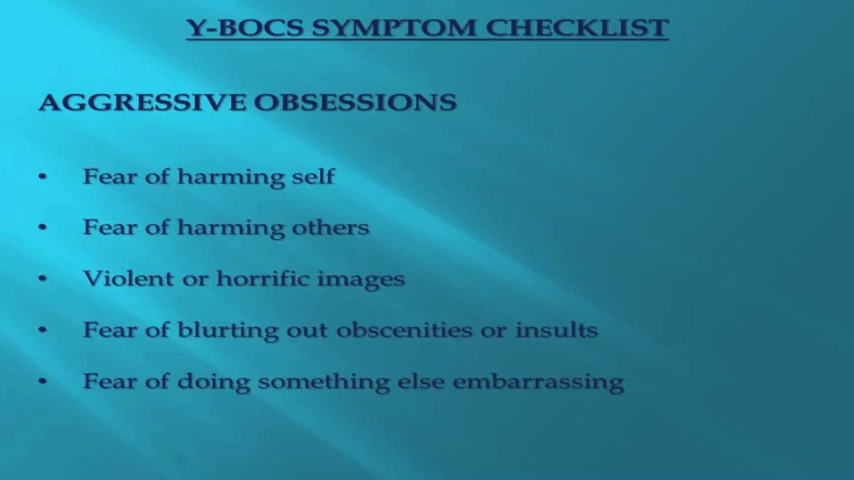 Y-BOCS SYMPTOM CHECKLIST
AGGRESSIVE OBSESSIONS
• Fear of harming self
• Fear of harming others
• Violent or horrific images
• Fear of blurting out obscenities or insults
• Fear of doing something else embarrassing